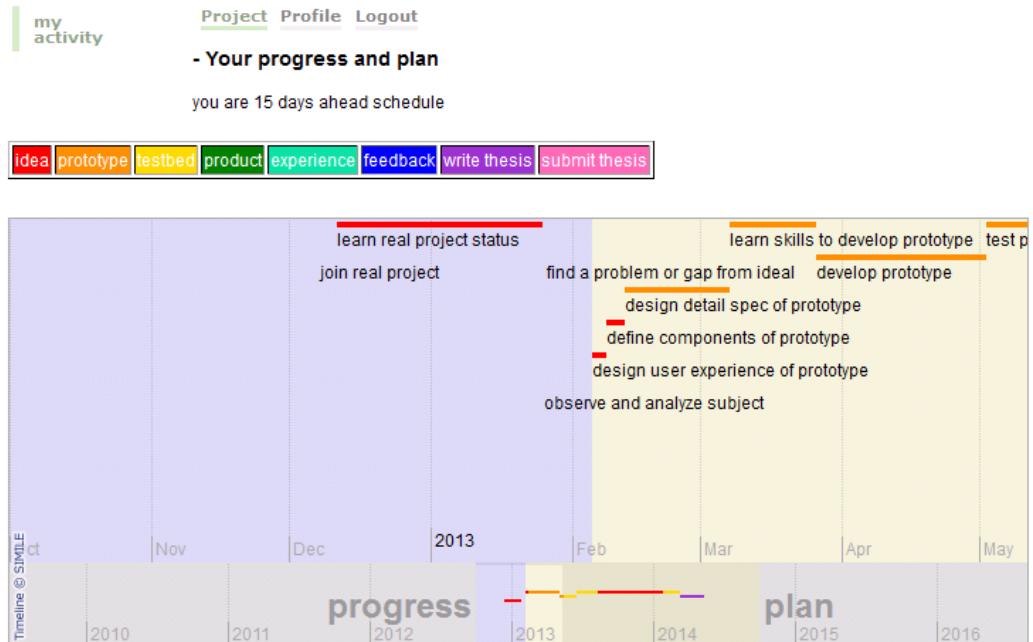 my
activity
Project Profile Logout
- Your progress and plan
you are 15 days ahead schedule
idea prototype testbed product experience feedback write thesis submit thesis
learn real project status learn skills to develop prototype test p
join real project find a problem or gap from ideal develop prototype
design detail spec of prototype
define components of prototype
design user experience of prototype
observe and analyze subject
ct Nov Dec 2013 Feb Mar Apr May
Timeline © SIMILE
progress plan
2010 2011 2012 2013 2014 2015 2016